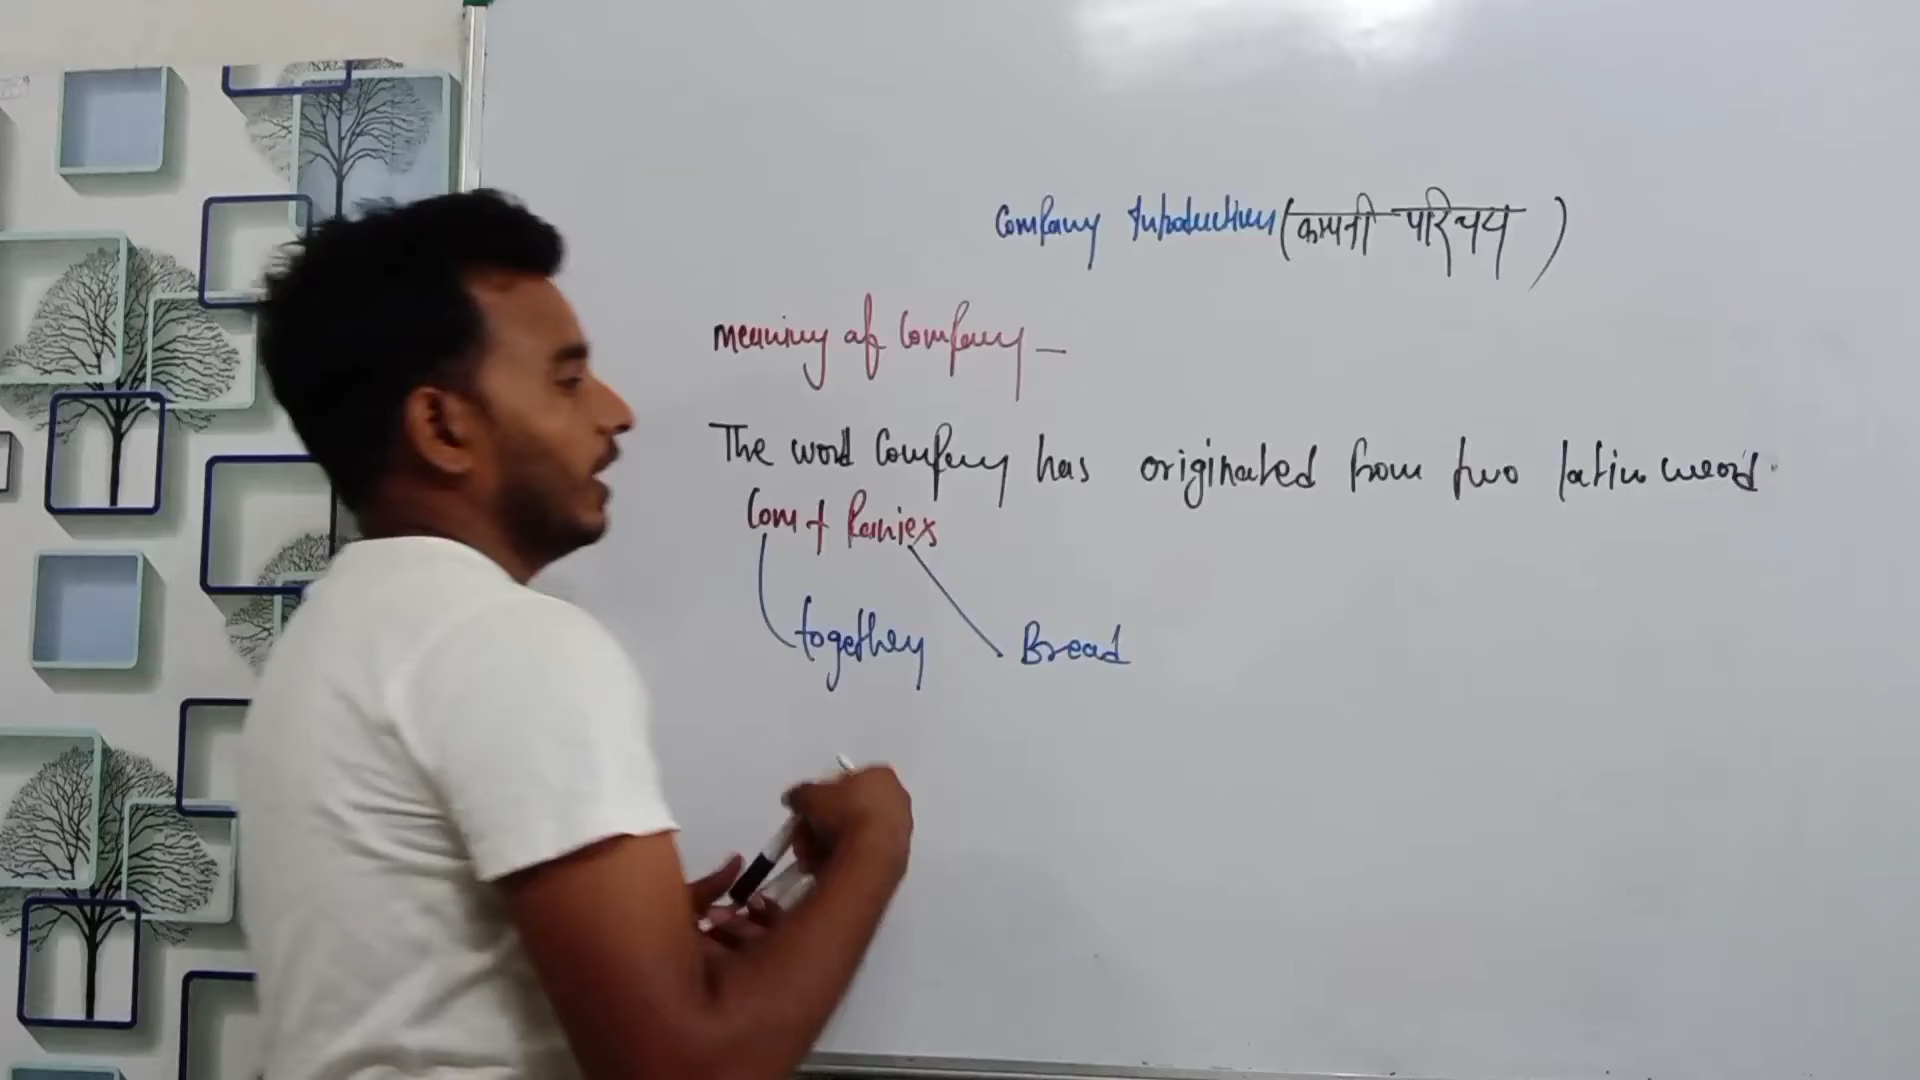 Company Introduction (कम्पनी परिचय)
Meaning of Company –
The word Company has originated from two latin word.
Com + Panies
together Bread